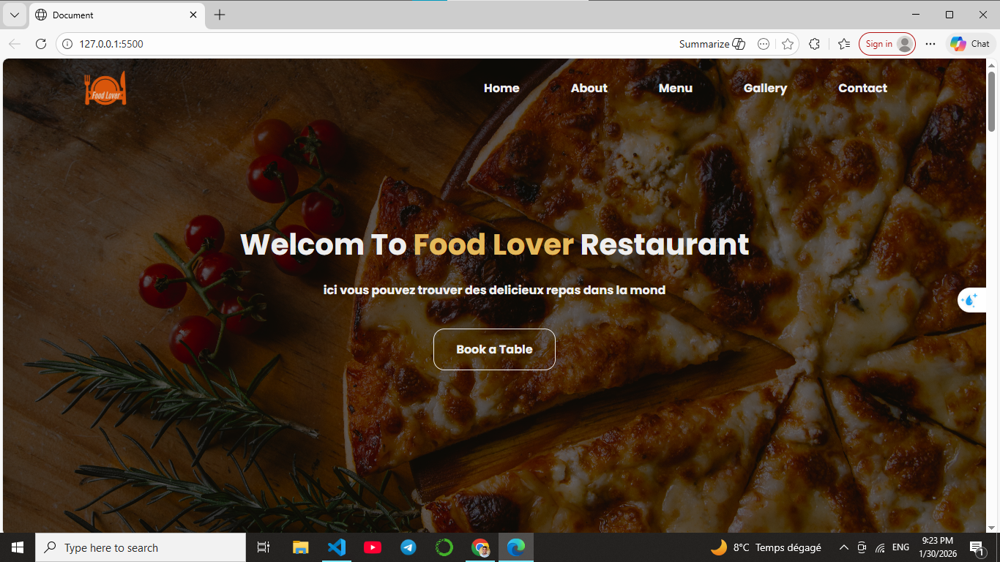 Document
127.0.0.1:5500
Summarize
Sign in
Chat
Food Lover
Home
About
Menu
Gallery
Contact
Welcom To Food Lover Restaurant
ici vous pouvez trouver des delicieux repas dans la mond
Book a Table
Type here to search
8°C Temps dégagé
ENG
9:23 PM
1/30/2026
1